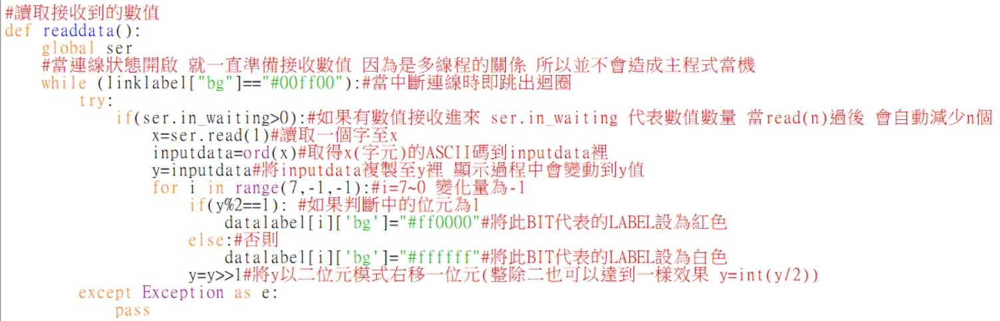 #讀取接收到的數值
def readdata():
    global ser
    #當連線狀態開啟 就一直準備接收數值 因為是多線程的關係 所以並不會造成主程式當機
    while (linklabel["bg"]=="#00ff00"):#當中斷連線時即跳出迴圈
        try:
            if(ser.in_waiting>0):#如果有數值接收進來 ser.in_waiting 代表數值數量 當read(n)過後 會自動減少n個
                x=ser.read(1)#讀取一個字至x
                inputdata=ord(x)#取得x(字元)的ASCII碼到inputdata裡
                y=inputdata#將inputdata複製至y裡 顯示過程中會變動到y值
                for i in range(7,-1,-1):#i=7~0 變化量為-1
                    if(y%2==1): #如果判斷中的位元為1
                        datalabel[i]['bg']="#ff0000"#將此BIT代表的LABEL設為紅色
                    else:#否則
                        datalabel[i]['bg']="#ffffff"#將此BIT代表的LABEL設為白色
                    y=y>>1#將y以二位元模式右移一位元(整除二也可以達到一樣效果 y=int(y/2))
        except Exception as e:
            pass